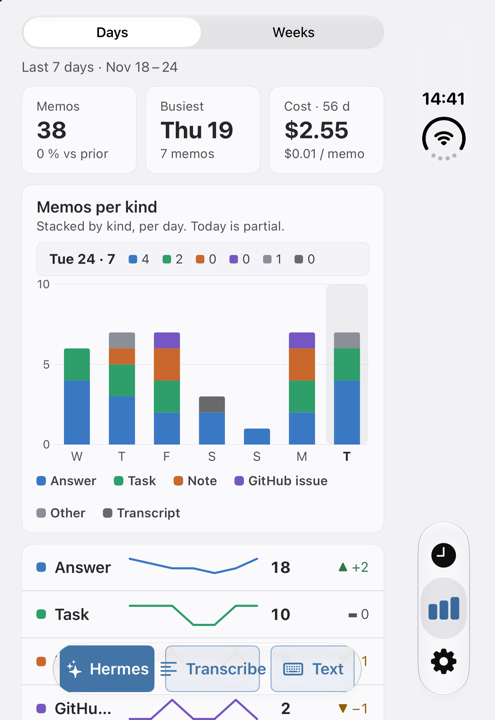 Days Weeks
Last 7 days · Nov 18 – 24
14:41
Memos Busiest Cost · 56 d
38 Thu 19 $2.55
0 % vs prior 7 memos $0.01 / memo
Memos per kind
Stacked by kind, per day. Today is partial.
Tue 24 · 7 4 2 0 0 1 0
10
5
0
W T F S S M T
Answer Task Note GitHub issue
Other Transcript
Answer 18 ▲ +2
Task 10 0
1
Hermes Transcribe Text
GitHu... 2 ▼ −1